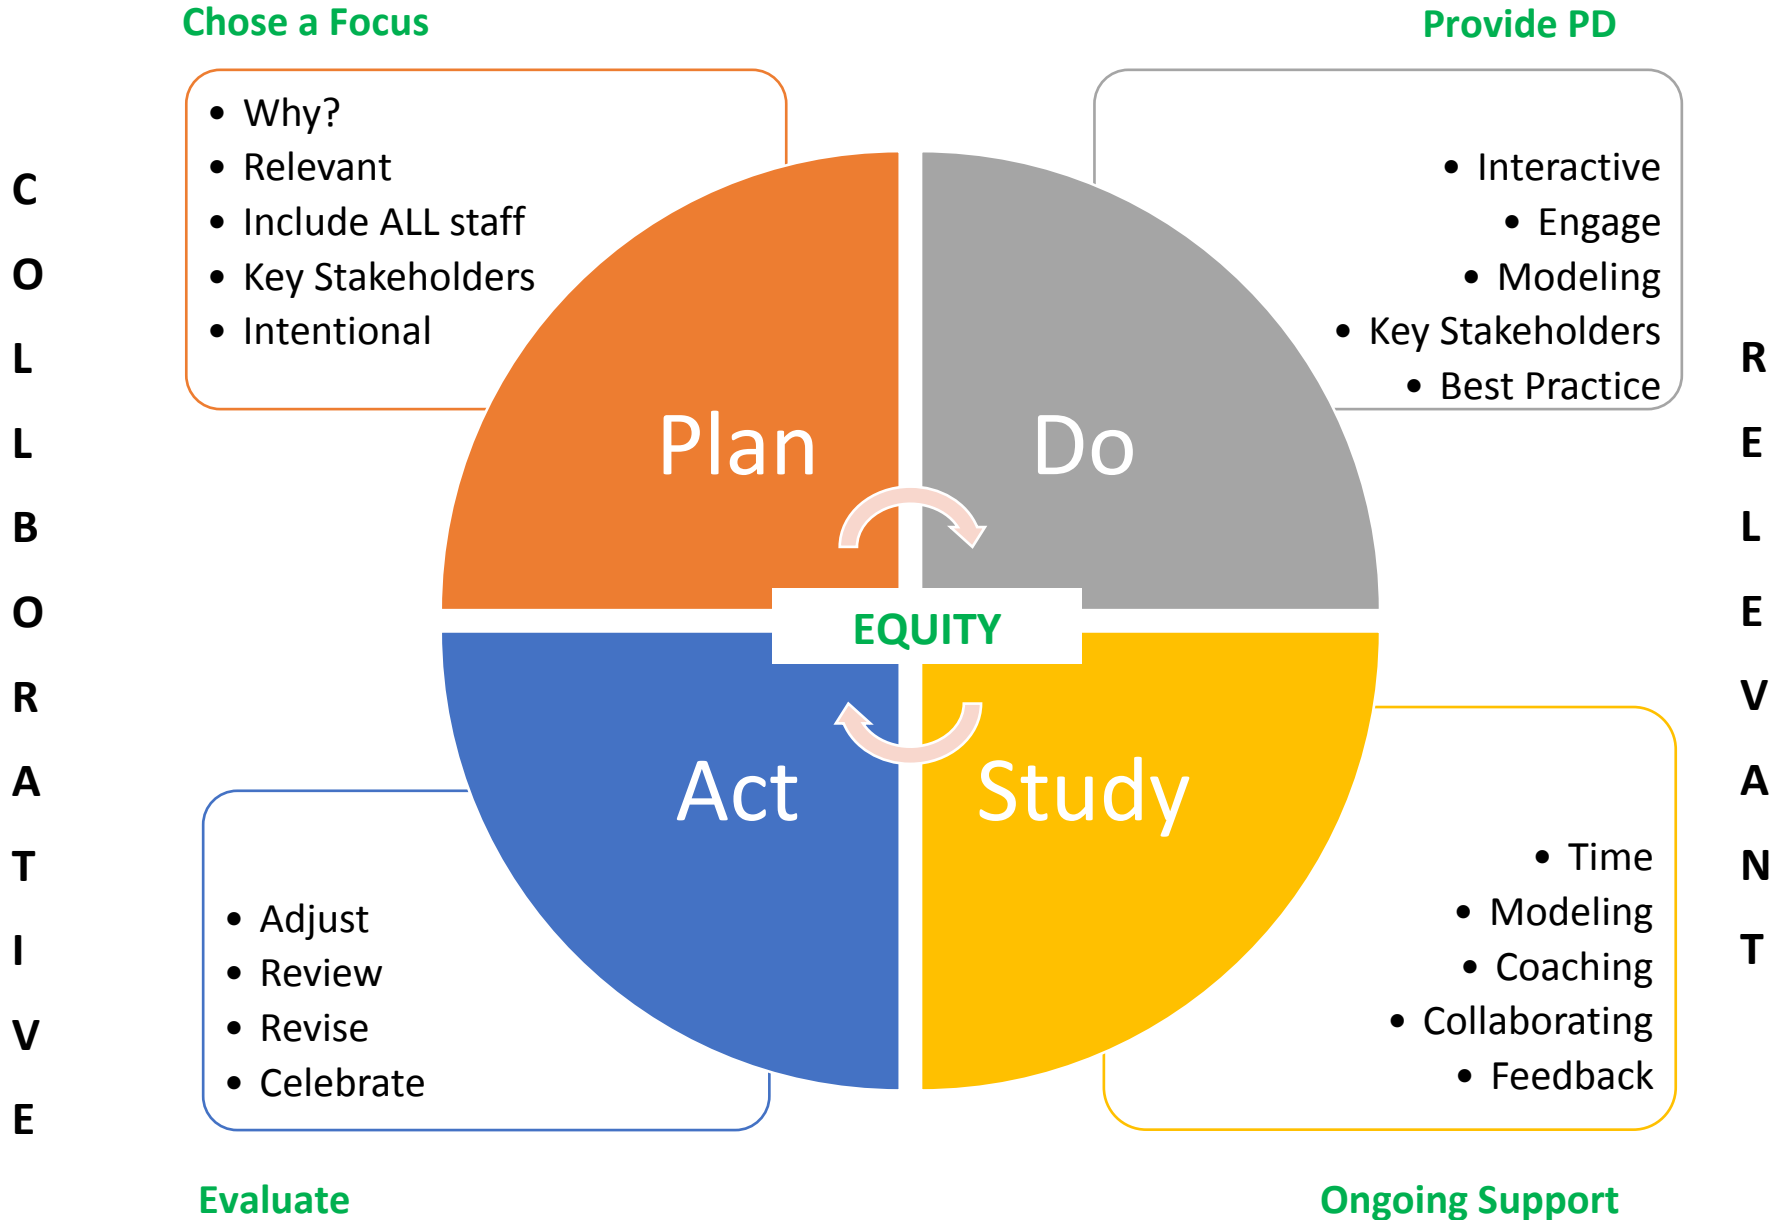 Chose a Focus
Provide PD
• Why?
• Relevant
• Include ALL staff
• Key Stakeholders
• Intentional
• Interactive
• Engage
• Modeling
• Key Stakeholders
• Best Practice
C
O
L
L
B
O
R
A
T
I
V
E
Plan
Do
EQUITY
Act
Study
R
E
L
E
V
A
N
T
• Adjust
• Review
• Revise
• Celebrate
• Time
• Modeling
• Coaching
• Collaborating
• Feedback
Evaluate
Ongoing Support